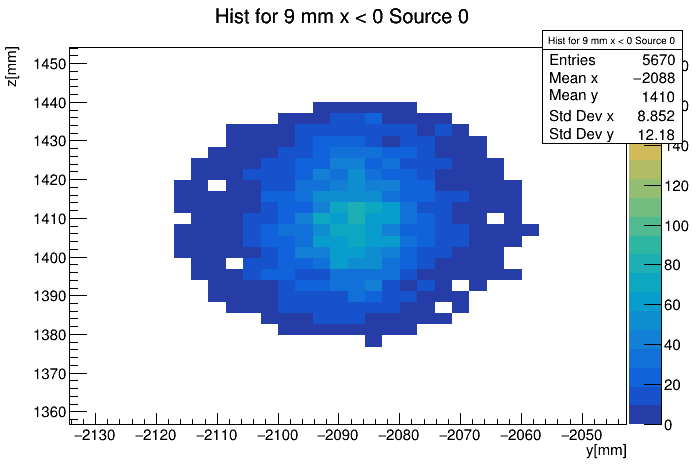 Hist for 9 mm x < 0 Source 0
Hist for 9 mm x < 0 Source 0
Entries 5670
Mean x −2088
Mean y 1410
Std Dev x 8.852
Std Dev y 12.18
z[mm]
1450
1440
1430
1420
1410
1400
1390
1380
1370
1360
−2130 −2120 −2110 −2100 −2090 −2080 −2070 −2060 −2050
y[mm]
140
120
100
80
60
40
20
0